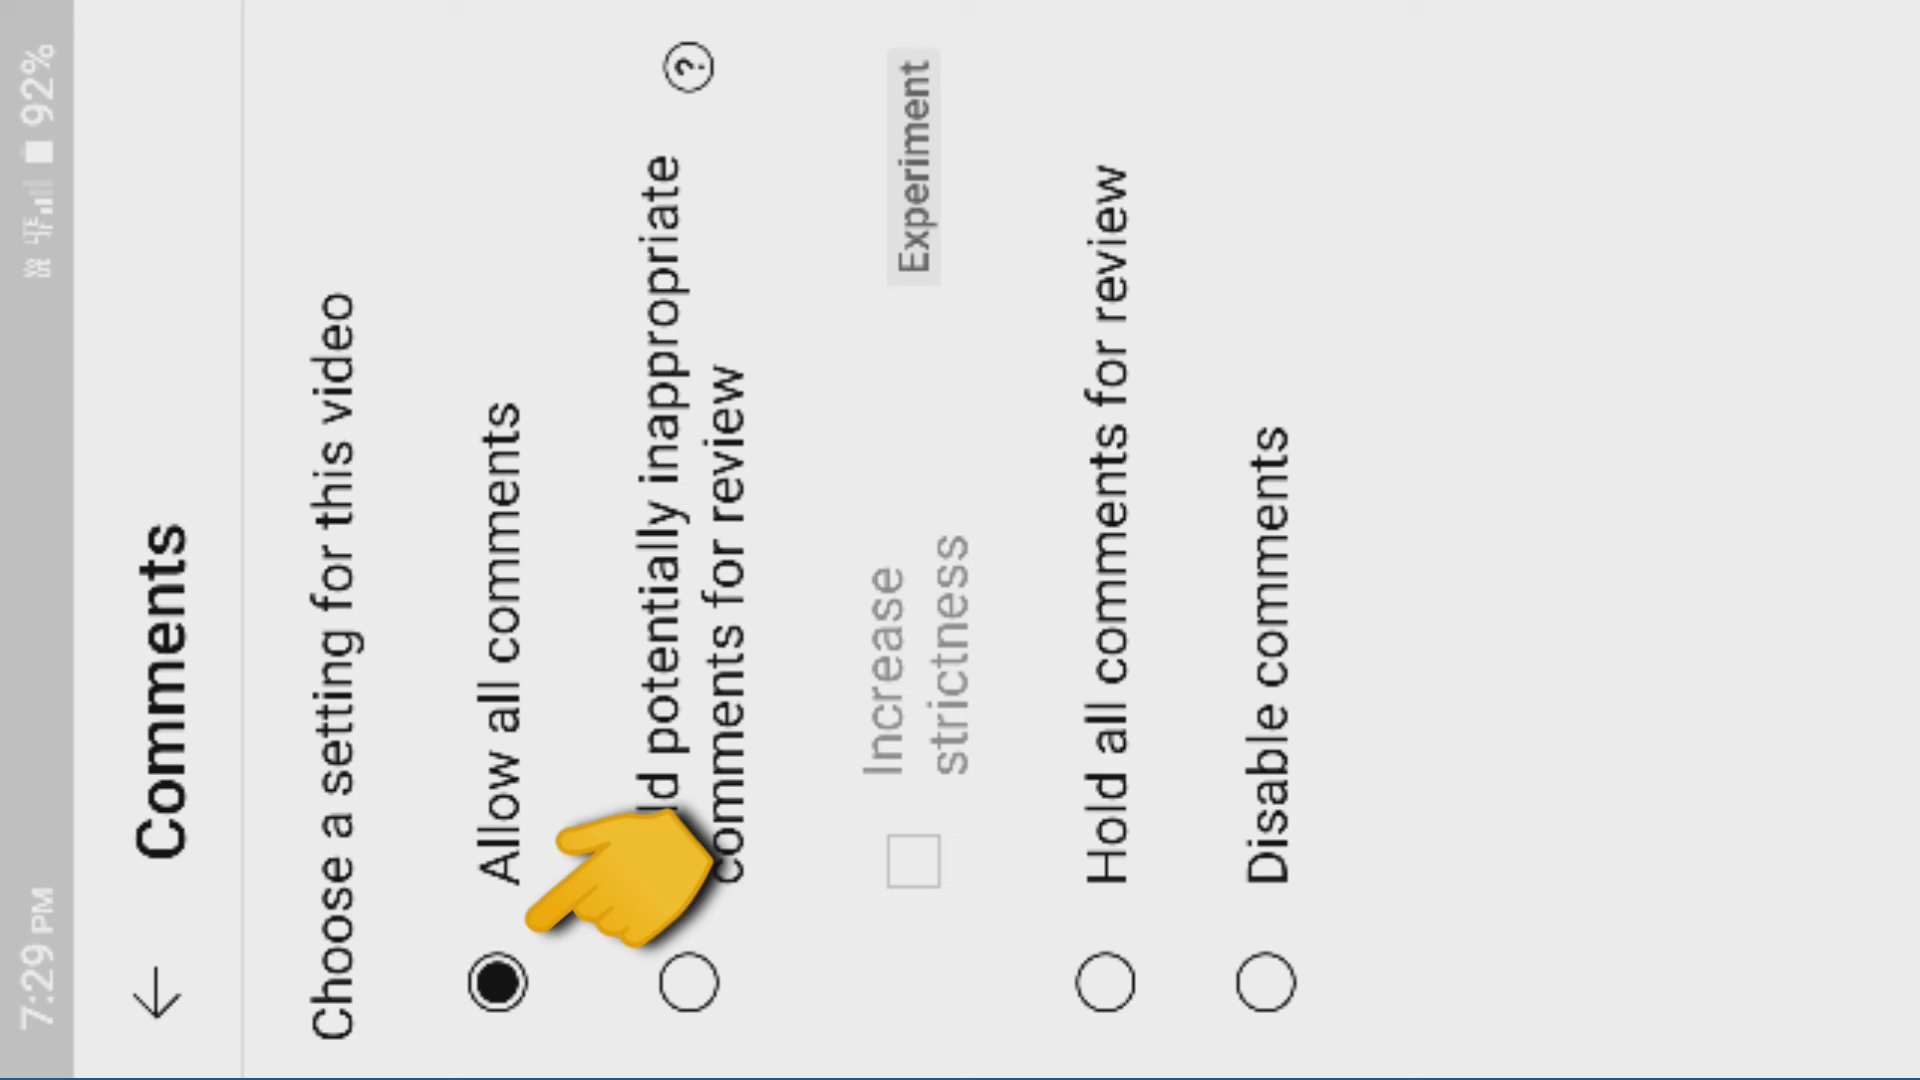 7:29 PM
92%
Comments
Choose a setting for this video
Allow all comments
potentially inappropriate
comments for review
Increase
strictness
Experiment
Hold all comments for review
Disable comments